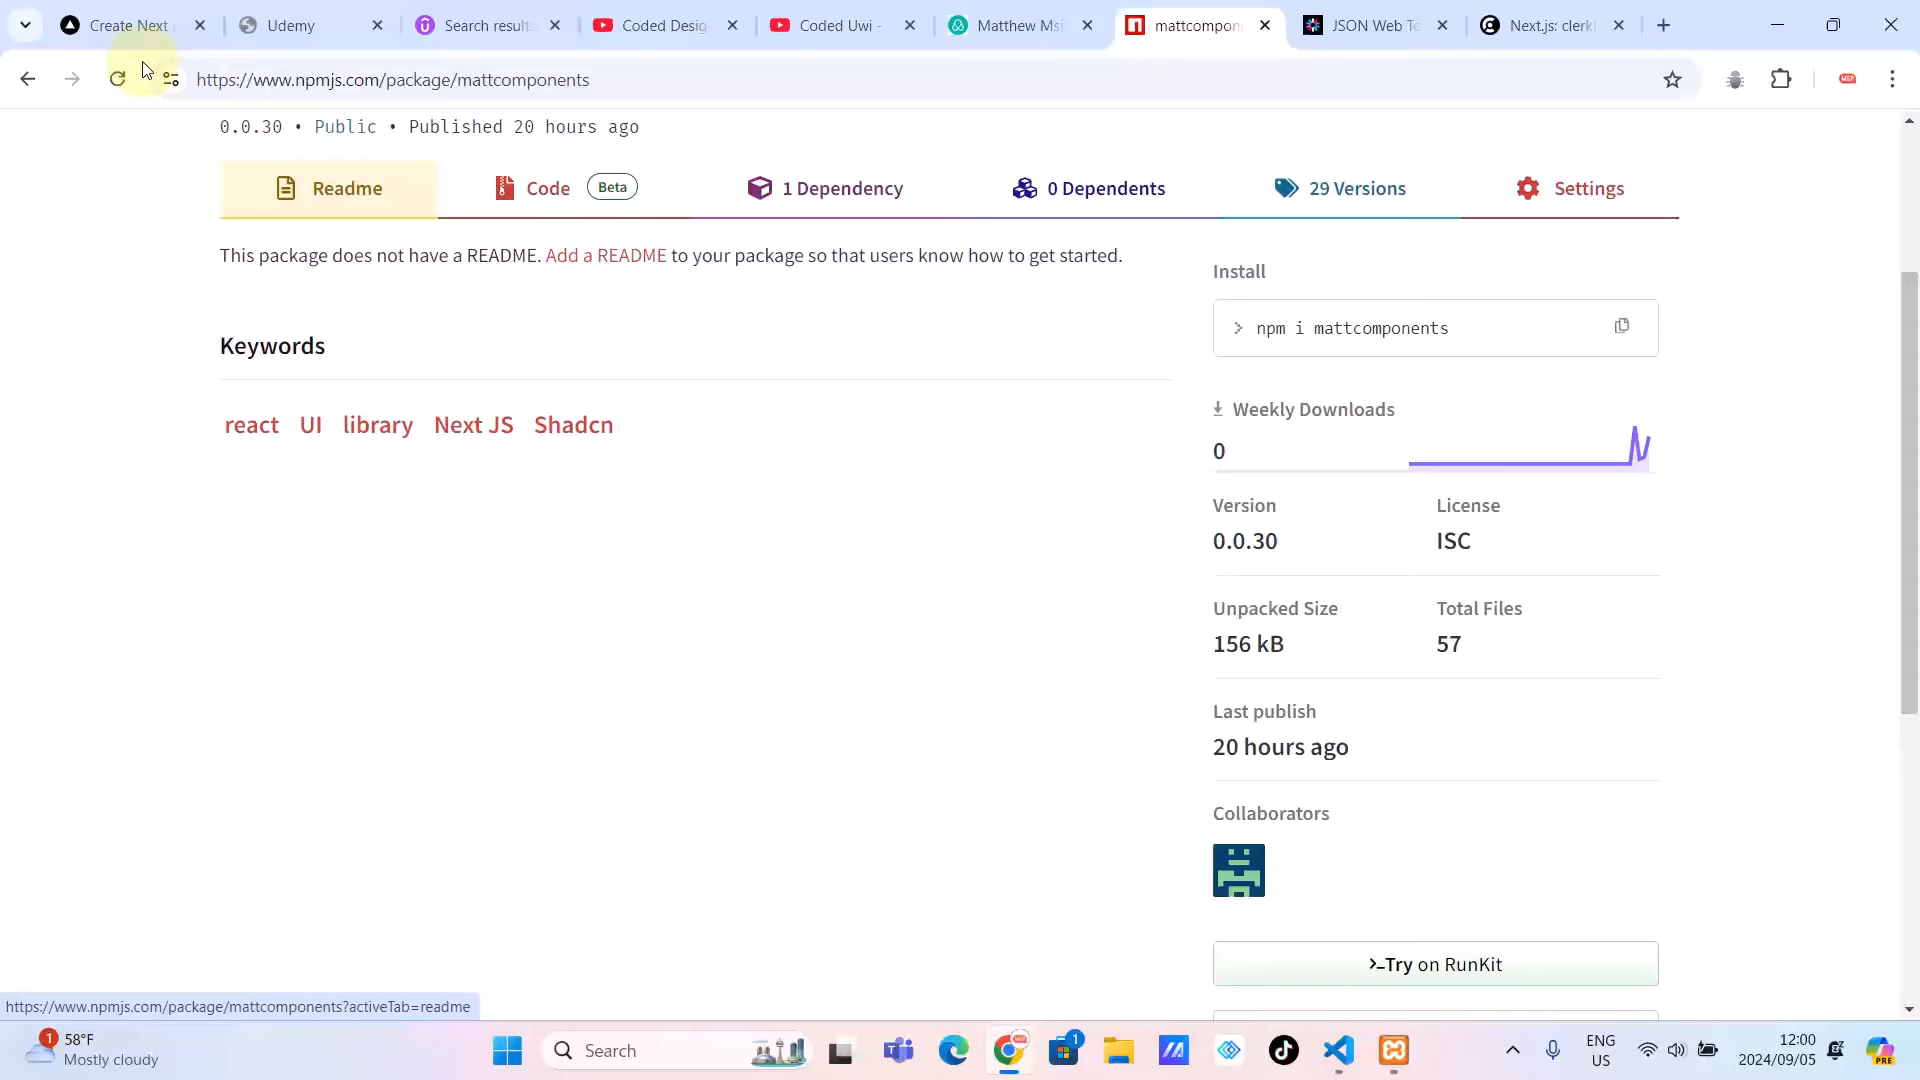 Create Next A
Udemy
Search results
Coded Desig
Coded Uwi -
Matthew Msi
mattcompon
JSON Web To
Next.js: clerk
https://www.npmjs.com/package/mattcomponents
0.0.30 • Public • Published 20 hours ago
Readme
Code Beta
1 Dependency
0 Dependents
29 Versions
Settings
This package does not have a README. Add a README to your package so that users know how to get started.
Keywords
react UI library Next JS Shadcn
Install
> npm i mattcomponents
Weekly Downloads
0
Version
0.0.30
License
ISC
Unpacked Size
156 kB
Total Files
57
Last publish
20 hours ago
Collaborators
Try on RunKit
https://www.npmjs.com/package/mattcomponents?activeTab=readme
1
58°F
Mostly cloudy
Search
1
ENG
US
12:00
2024/09/05
PRE